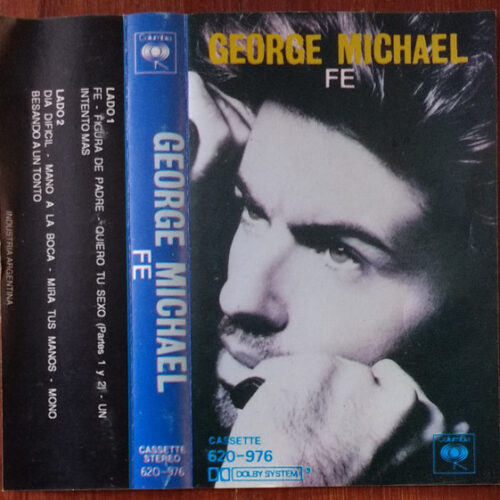 LADO 1
FE - FIGURA DE PADRE - QUIERO TU SEXO (Partes 1 y 2) - UN
INTENTO MAS
LADO 2
DIA DIFICIL - MANO A LA BOCA - MIRA TUS MANOS - MONO
BESANDO A UN TONTO
INDUSTRIA ARGENTINA
Columbia
GEORGE MICHAEL
FE
CASSETTE
STEREO
620-976
GEORGE MICHAEL
FE
CASSETTE
620-976
DOLBY SYSTEM
Columbia